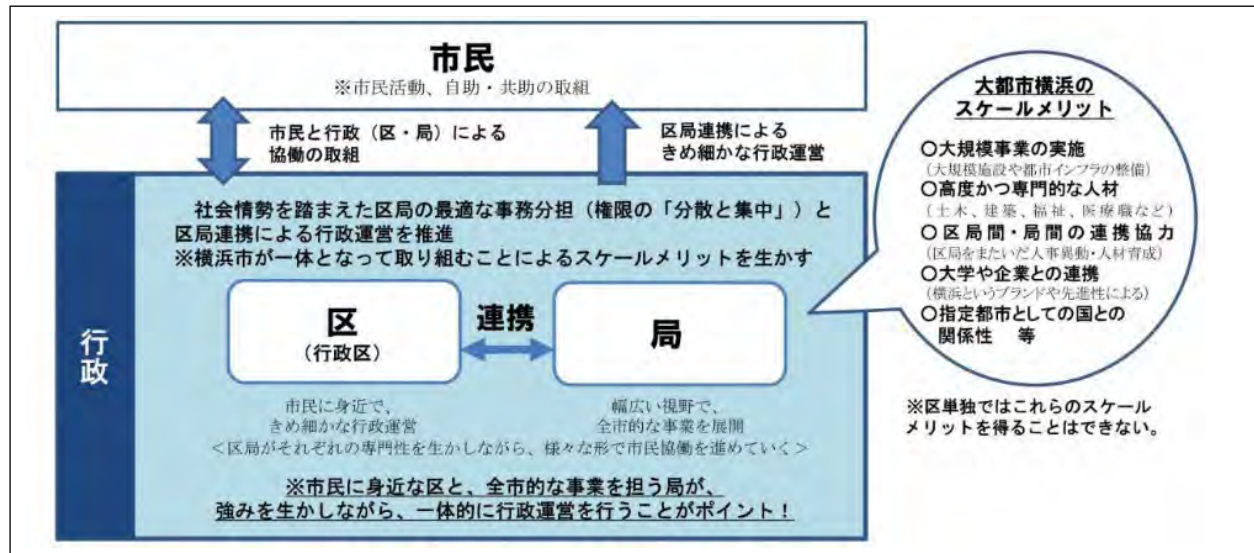 市民
※市民活動、自助・共助の取組
市民と行政（区・局）による
協働の取組
区局連携による
きめ細かな行政運営
行政
社会情勢を踏まえた区局の最適な事務分担（権限の「分散と集中」）と
区局連携による行政運営を推進
※横浜市が一体となって取り組むことによるスケールメリットを生かす
区
（行政区）
連携
局
市民に身近で、
きめ細かな行政運営
幅広い視野で、
全市的な事業を展開
＜区局がそれぞれの専門性を生かしながら、様々な形で市民協働を進めていく＞
※市民に身近な区と、全市的な事業を担う局が、
強みを生かしながら、一体的に行政運営を行うことがポイント！
大都市横浜の
スケールメリット
○大規模事業の実施
（大規模施設や都市インフラの整備）
○高度かつ専門的な人材
（土木、建築、福祉、医療職など）
○区局間・局間の連携協力
（区局をまたいだ人事異動・人材育成）
○大学や企業との連携
（横浜というブランドや先進性による）
○指定都市としての国との
関係性　等
※区単独ではこれらのスケール
メリットを得ることはできない。